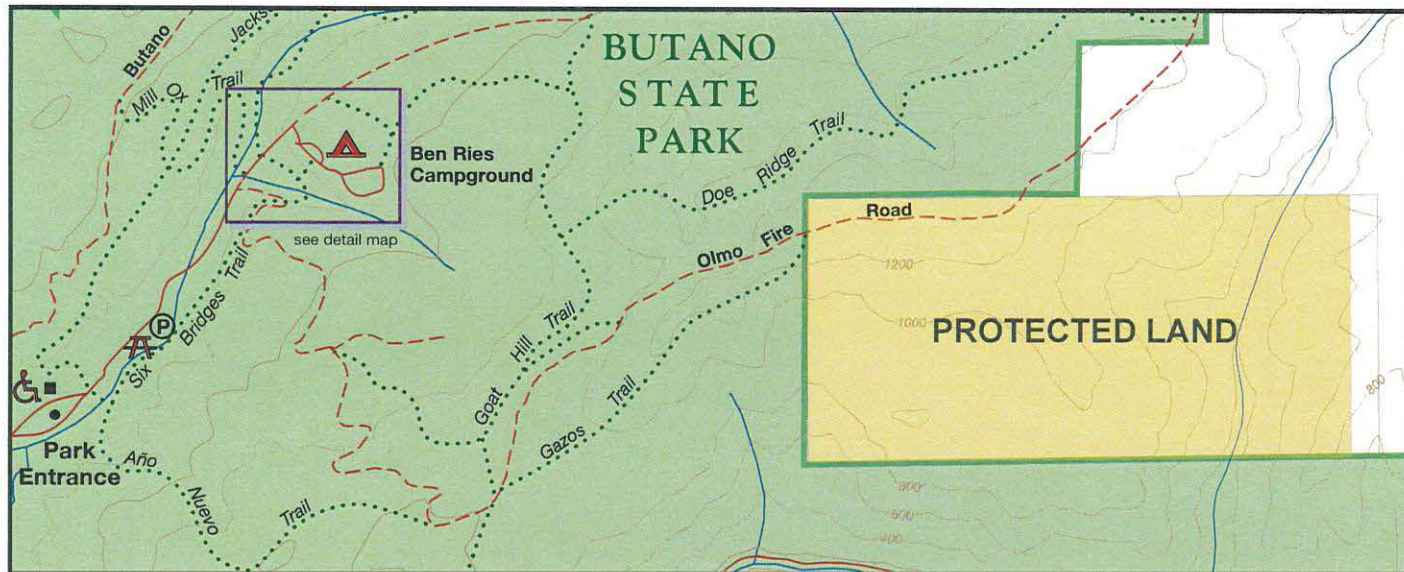 BUTANO
STATE
PARK
Butano
Jackso
Mill Ox Trail
Ben Ries
Campground
see detail map
Doe Ridge Trail
Olmo Fire Road
Six Bridges Trail
P
Goat Hill Trail
Gazos Trail
Park
Entrance
Año Nuevo Trail
PROTECTED LAND
1200
1000
800
800
600
400